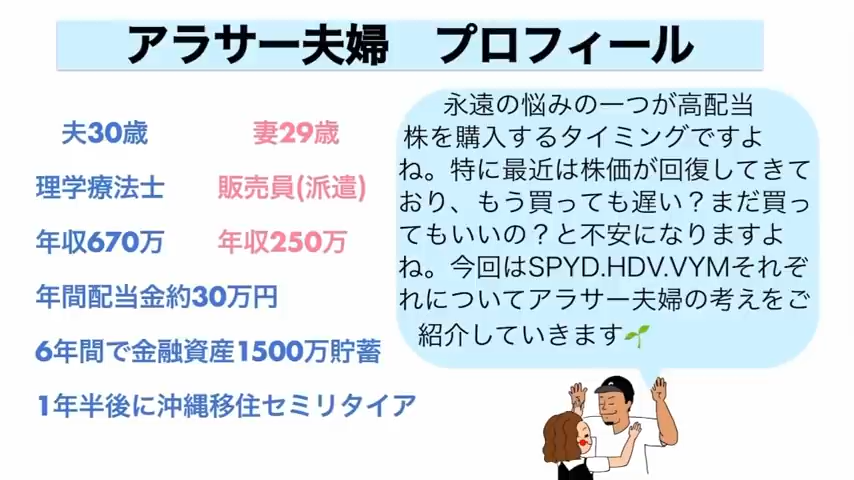 アラサー夫婦　プロフィール
夫30歳　妻29歳
理学療法士　販売員(派遣)
年収670万　年収250万
年間配当金約30万円
6年間で金融資産1500万貯蓄
1年半後に沖縄移住セミリタイア
永遠の悩みの一つが高配当
株を購入するタイミングですよ
ね。特に最近は株価が回復してきて
おり、もう買っても遅い？まだ買っ
てもいいの？と不安になりますよ
ね。今回はSPYD.HDV.VYMそれぞ
れについてアラサー夫婦の考えをご
紹介していきます🌱